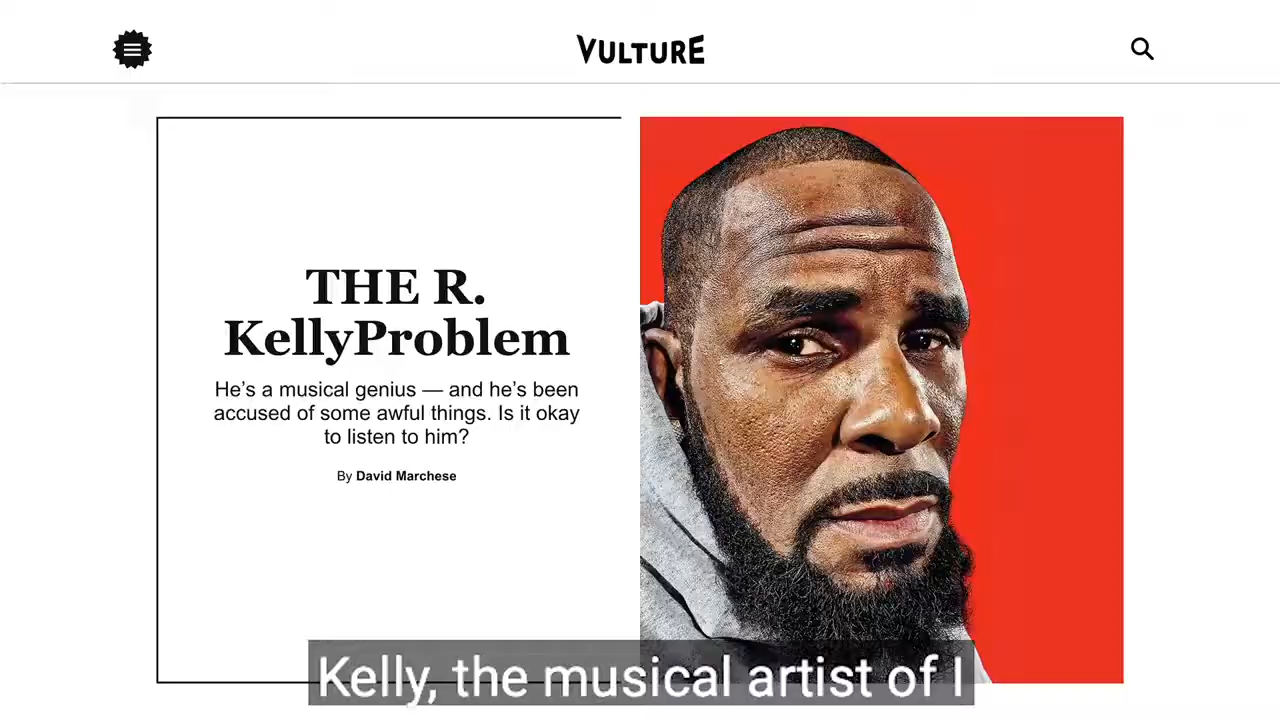 VULTURE
THE R.
KellyProblem
He's a musical genius — and he's been
accused of some awful things. Is it okay
to listen to him?
By David Marchese
Kelly, the musical artist of I